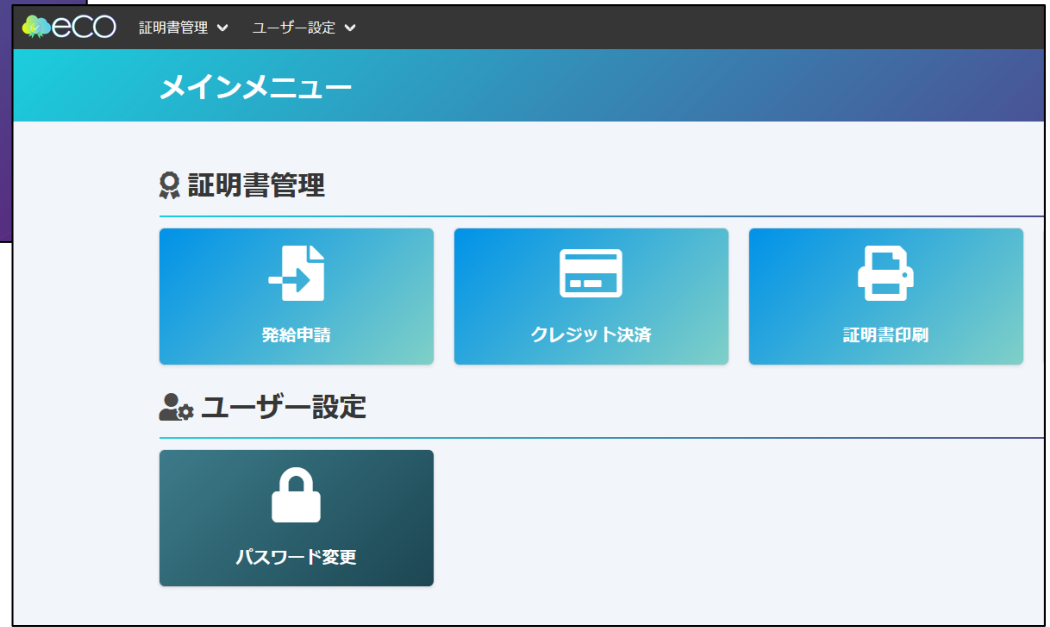 eCO 証明書管理 ユーザー設定
メインメニュー
証明書管理
発給申請 クレジット決済 証明書印刷
ユーザー設定
パスワード変更